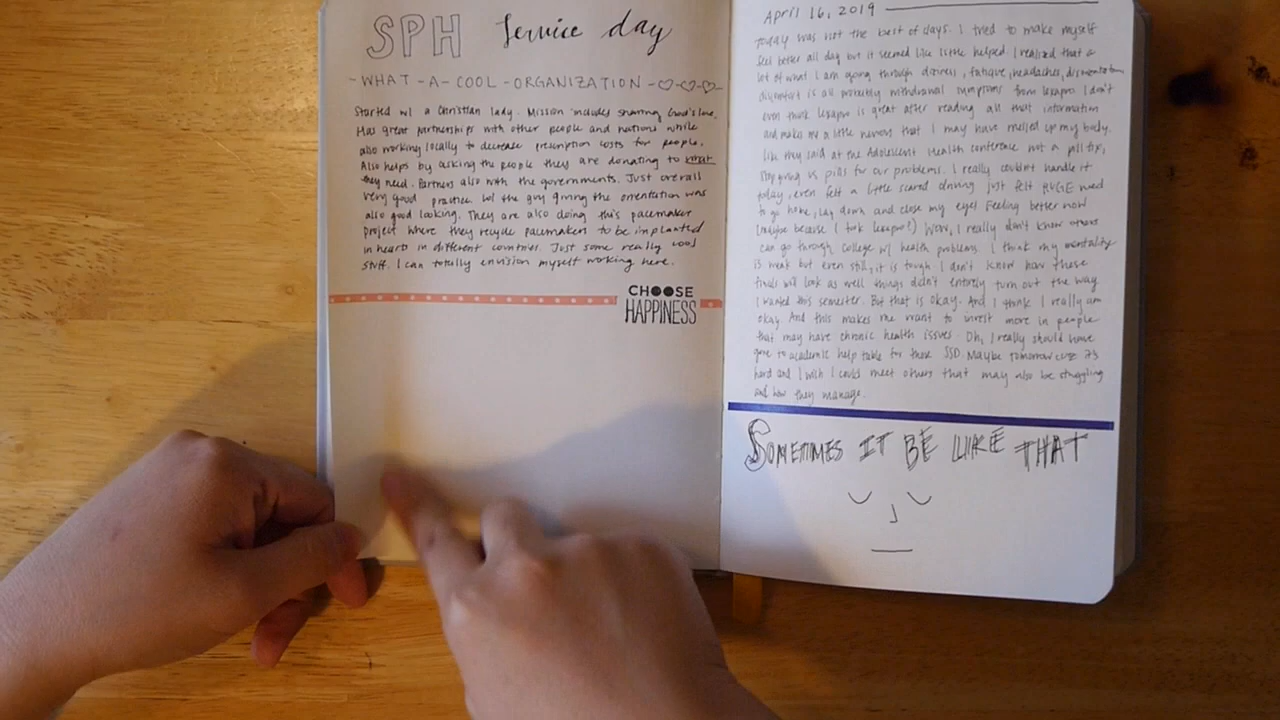 SPH Service day
- WHAT - A - COOL - ORGANIZATION -
Started w/ a Christian lady. Mission includes sharing God's love.
Has great partnerships with other people and nations while
also working locally to decrease prescription costs for people.
Also helps by asking the people they are donating to what
they need. Partners also with the governments. Just overall
very good practice. lol the guy giving the orientation was
also good looking. They are also doing this pacemaker
project where they recycle pacemakers to be implanted
in hearts in different countries. Just some really cool
stuff. I can totally envision myself working here.
CHOOSE
HAPPINESS
April 16, 2019
Today was not the best of days. I tried to make myself
feel better all day but it seemed like little helped. I realized that a
lot of what I am going through dizziness, fatigue, headaches,
discomfort is all probably withdrawal symptoms from lexapro. I don't
even think lexapro is great after reading all that information
and makes me a little nervous that I may have messed up my body.
like they said at the Adolescent Health conference not a pill fix,
stop giving us pills for our problems. I really couldn't handle it
today, even felt a little scared driving just felt HUGE need
to go home, lay down and close my eyes. Feeling better now
(maybe because I took lexapro?) Wow, I really don't know others
can go through college w/ health problems. I think my mentality
is weak but even still, it is tough. I don't know how these
finals will look as well things didn't entirely turn out the way
I wanted this semester. But that is okay. And I think I really am
okay. And this makes me want to invest more in people
that may have chronic health issues. Oh, I really should have
gone to academic help table for those SSD. Maybe tomorrow cuz it's
hard and I wish I could meet others that may also be struggling
and how they manage.
SOMETIMES IT BE LIKE THAT